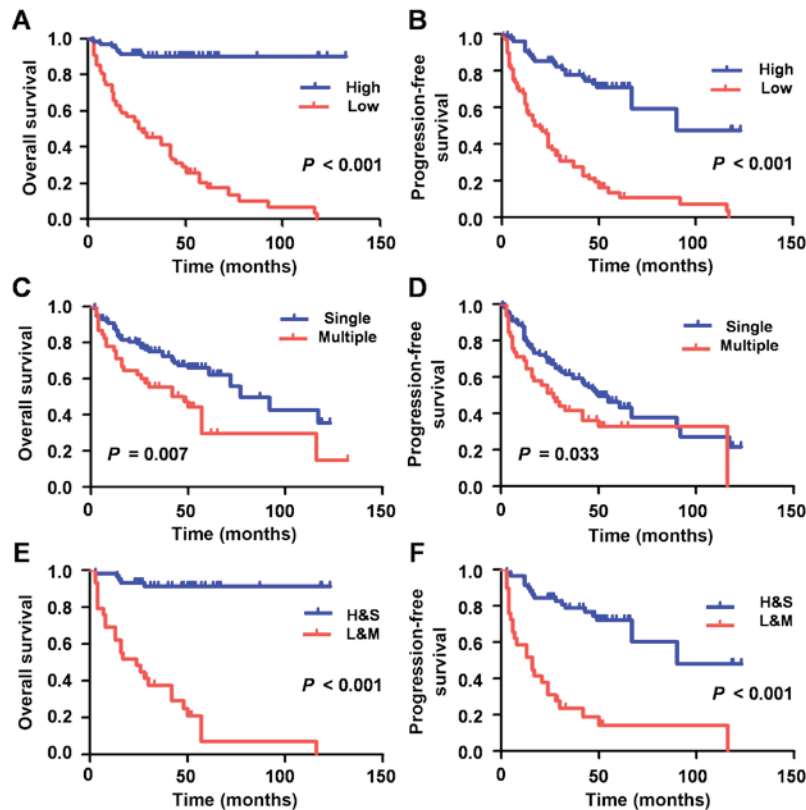 A
Overall survival
1.0
0.8
0.6
0.4
0.2
0.0
High
Low
P < 0.001
0 50 100 150
Time (months)
B
Progression-free
survival
1.0
0.8
0.6
0.4
0.2
0.0
High
Low
P < 0.001
0 50 100 150
Time (months)
C
Overall survival
1.0
0.8
0.6
0.4
0.2
0.0
Single
Multiple
P = 0.007
0 50 100 150
Time (months)
D
Progression-free
survival
1.0
0.8
0.6
0.4
0.2
0.0
Single
Multiple
P = 0.033
0 50 100 150
Time (months)
E
Overall survival
1.0
0.8
0.6
0.4
0.2
0.0
H&S
L&M
P < 0.001
0 50 100 150
Time (months)
F
Progression-free
survival
1.0
0.8
0.6
0.4
0.2
0.0
H&S
L&M
P < 0.001
0 50 100 150
Time (months)